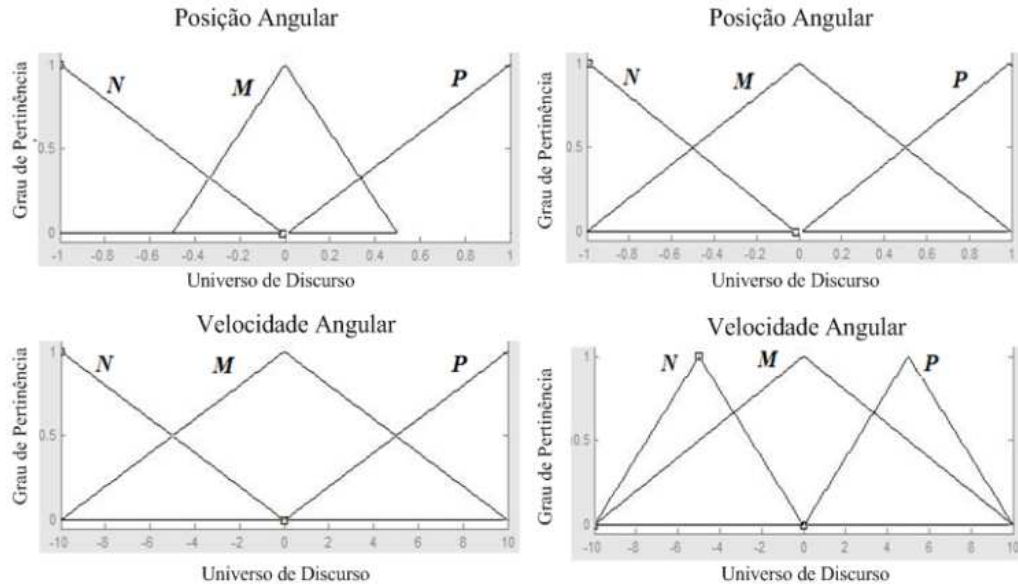 Posição Angular
Grau de Pertinência
1
0.5
0
N
M
P
-1 -0.8 -0.6 -0.4 -0.2 0 0.2 0.4 0.6 0.8 1
Universo de Discurso
Posição Angular
Grau de Pertinência
1
0.5
0
N
M
P
-1 -0.8 -0.6 -0.4 -0.2 0 0.2 0.4 0.6 0.8 1
Universo de Discurso
Velocidade Angular
Grau de Pertinência
1
0.5
0
N
M
P
-10 -8 -6 -4 -2 0 2 4 6 8 10
Universo de Discurso
Velocidade Angular
Grau de Pertinência
1
0.5
0
N
M
P
-10 -8 -6 -4 -2 0 2 4 6 8 10
Universo de Discurso